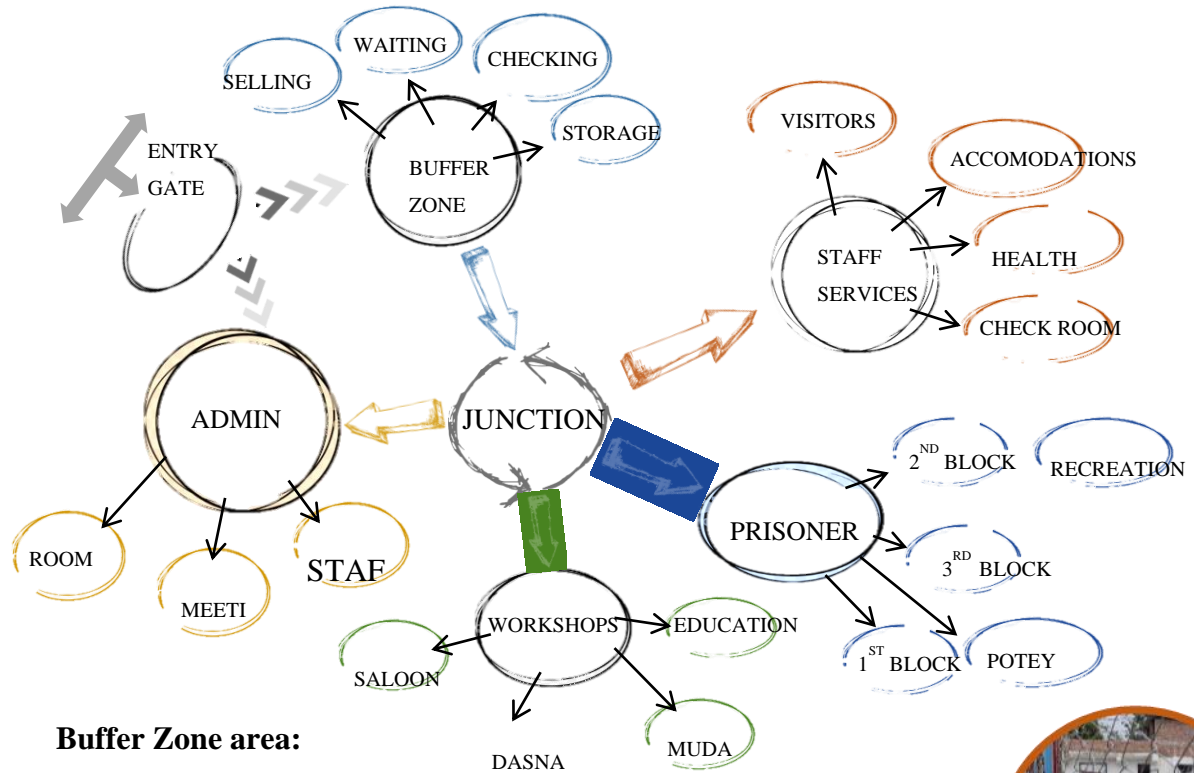 WAITING
CHECKING
SELLING
STORAGE
VISITORS
ENTRY
GATE
BUFFER
ZONE
ACCOMODATIONS
STAFF
SERVICES
HEALTH
CHECK ROOM
ADMIN
JUNCTION
2ND BLOCK
RECREATION
PRISONER
ROOM
STAF
3RD BLOCK
MEETI
WORKSHOPS
EDUCATION
SALOON
1ST BLOCK
POTEY
Buffer Zone area:
MUDA
DASNA